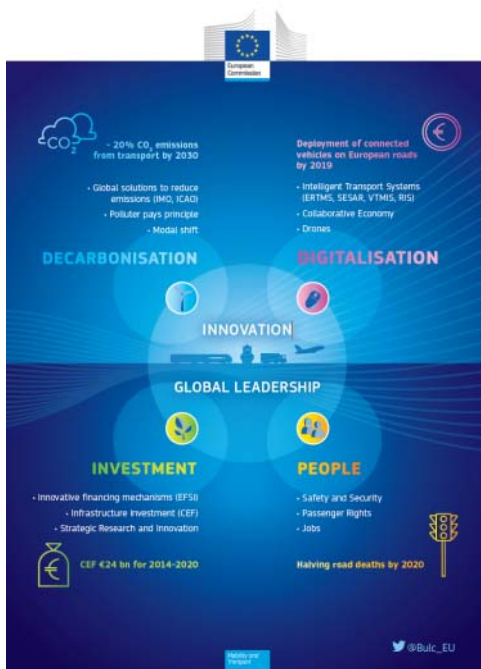 European
Commission
CO2
- 20% CO2 emissions
from transport by 2030
• Global solutions to reduce
emissions (IMO, ICAO)
• Polluter pays principle
• Modal shift
DECARBONISATION
€
Deployment of connected
vehicles on European roads
by 2019
• Intelligent Transport Systems
(ERTMS, SESAR, VTMIS, RIS)
• Collaborative Economy
• Drones
DIGITALISATION
INNOVATION
GLOBAL LEADERSHIP
INVESTMENT
• Innovative financing mechanisms (EFSI)
• Infrastructure Investment (CEF)
• Strategic Research and Innovation
€
CEF €24 bn for 2014-2020
PEOPLE
• Safety and Security
• Passenger Rights
• Jobs
Halving road deaths by 2020
@Bulc_EU
Mobility and
Transport